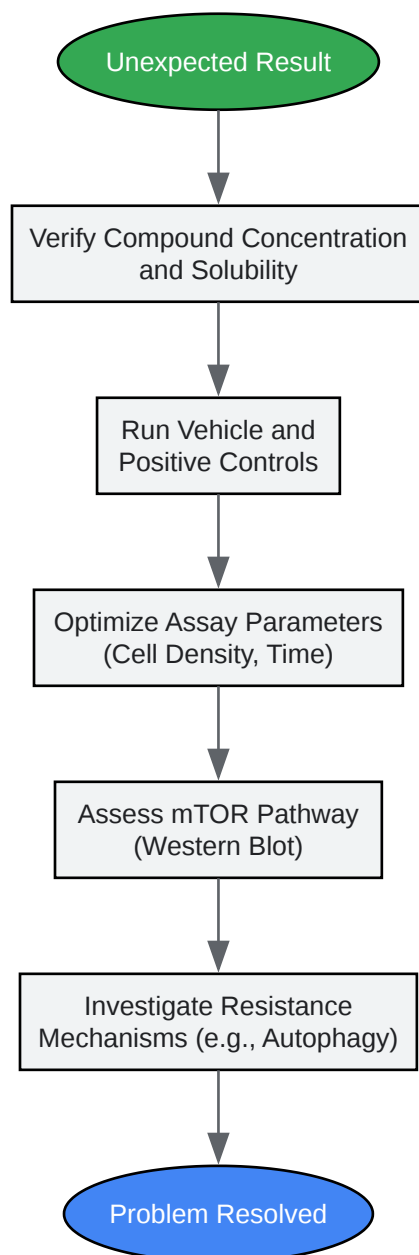 Unexpected Result
Verify Compound Concentration
and Solubility
Run Vehicle and
Positive Controls
Optimize Assay Parameters
(Cell Density, Time)
Assess mTOR Pathway
(Western Blot)
Investigate Resistance
Mechanisms (e.g., Autophagy)
Problem Resolved